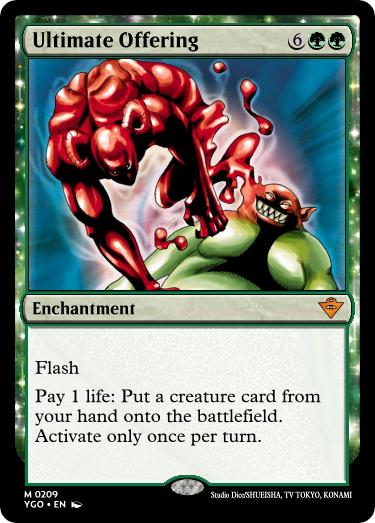 Ultimate Offering 6
Enchantment
Flash
Pay 1 life: Put a creature card from
your hand onto the battlefield.
Activate only once per turn.
M 0209
YGO • EN
Studio Dice/SHUEISHA, TV TOKYO, KONAMI